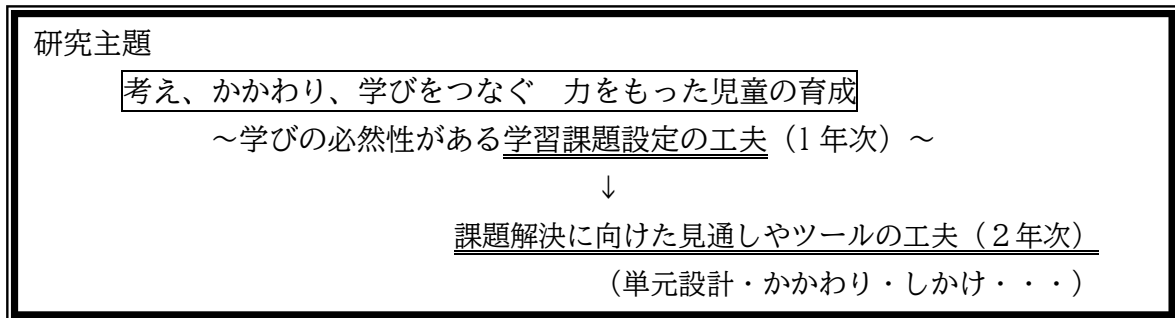 研究主題
考え、かかわり、学びをつなぐ　力をもった児童の育成
～学びの必然性がある学習課題設定の工夫（1年次）～
↓
課題解決に向けた見通しやツールの工夫（２年次）
（単元設計・かかわり・しかけ・・・）